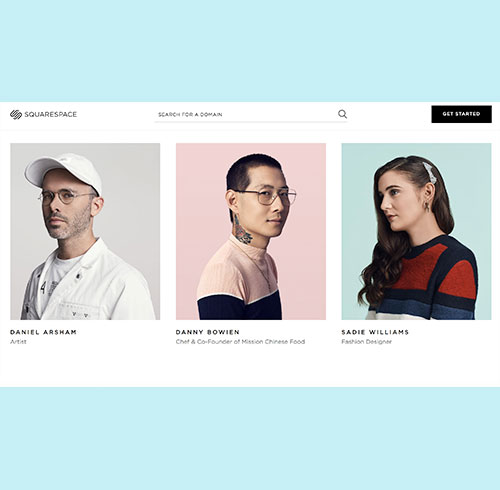 SQUARESPACE
SEARCH FOR A DOMAIN
GET STARTED
DANIEL ARSHAM
Artist
DANNY BOWIEN
Chef & Co-Founder of Mission Chinese Food
SADIE WILLIAMS
Fashion Designer